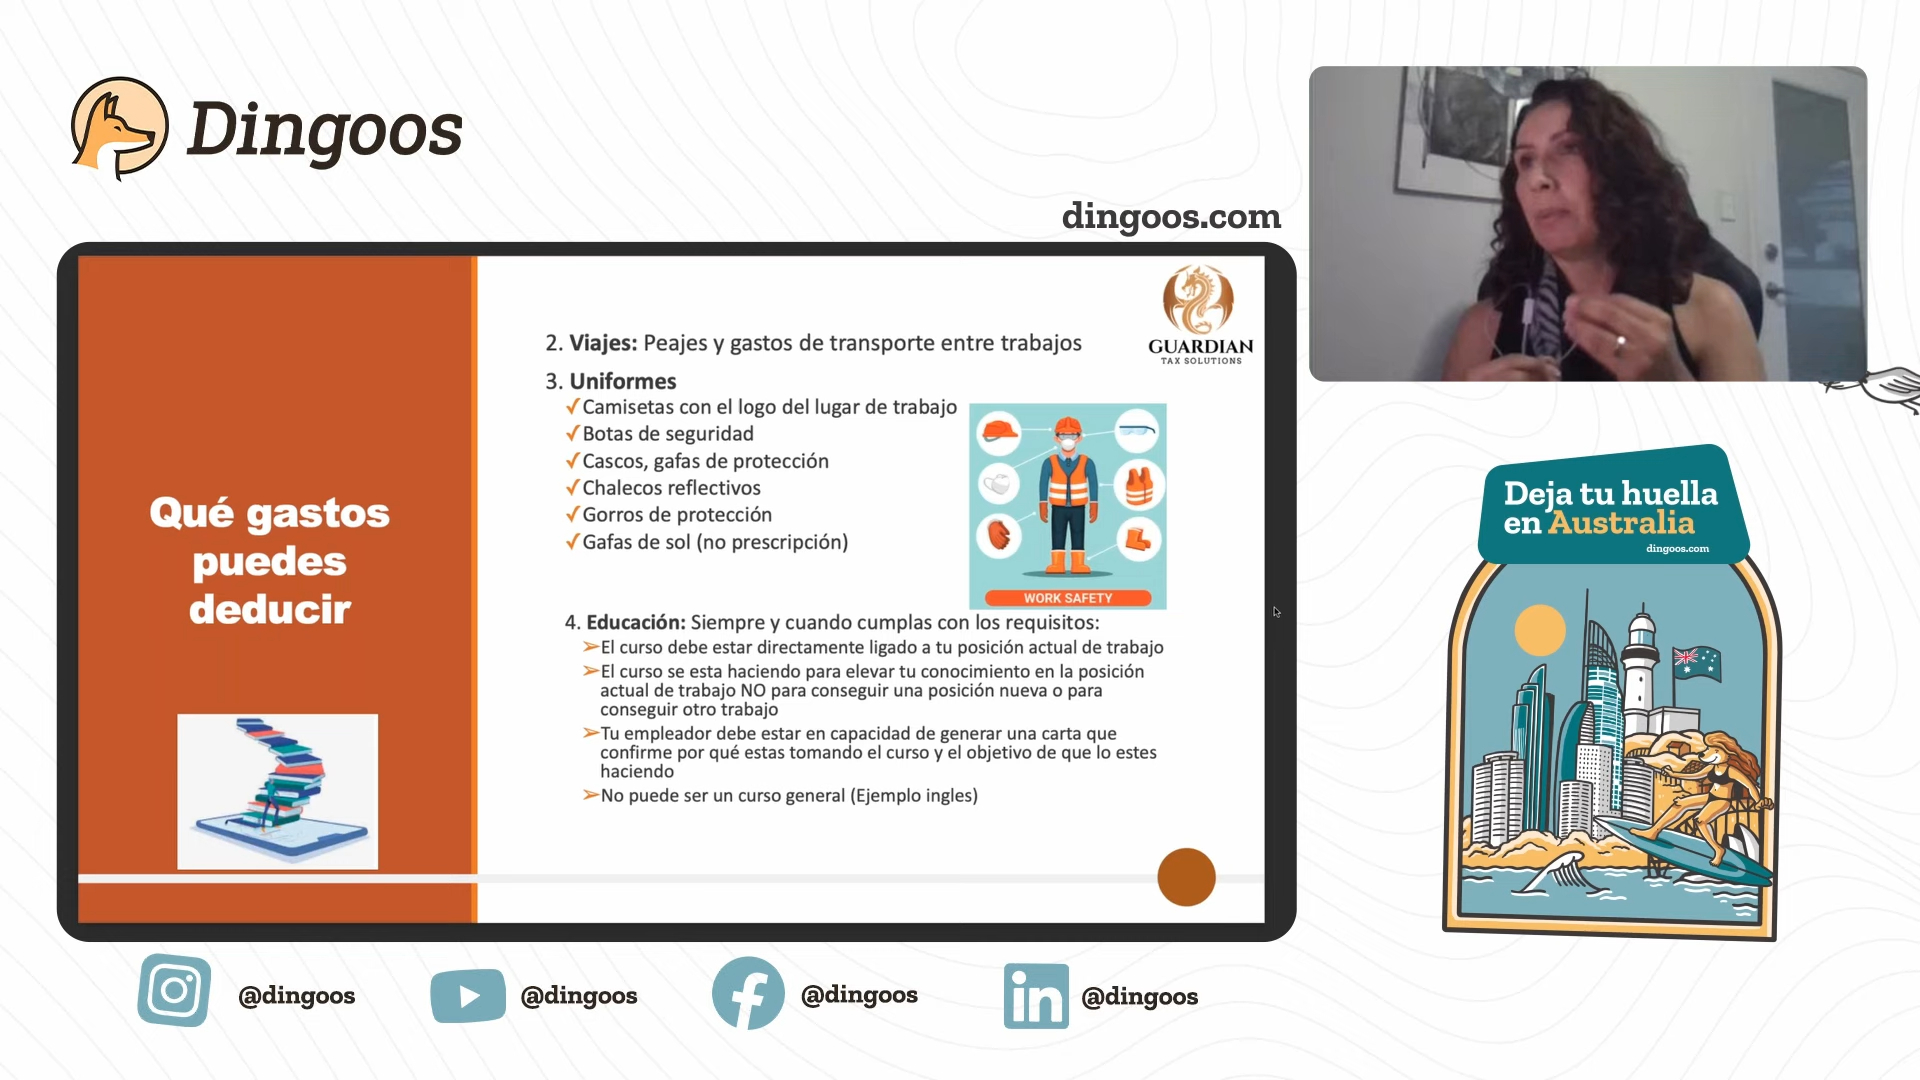 Dingoos
dingoos.com
GUARDIAN
TAX SOLUTIONS
Qué gastos
puedes
deducir
2. Viajes: Peajes y gastos de transporte entre trabajos
3. Uniformes
✓Camisetas con el logo del lugar de trabajo
✓Botas de seguridad
✓Cascos, gafas de protección
✓Chalecos reflectivos
✓Gorros de protección
✓Gafas de sol (no prescripción)
WORK SAFETY
4. Educación: Siempre y cuando cumplas con los requisitos:
➢El curso debe estar directamente ligado a tu posición actual de trabajo
➢El curso se esta haciendo para elevar tu conocimiento en la posición
actual de trabajo NO para conseguir una posición nueva o para
conseguir otro trabajo
➢Tu empleador debe estar en capacidad de generar una carta que
confirme por qué estas tomando el curso y el objetivo de que lo estes
haciendo
➢No puede ser un curso general (Ejemplo ingles)
Deja tu huella
en Australia
dingoos.com
@dingoos
@dingoos
@dingoos
@dingoos